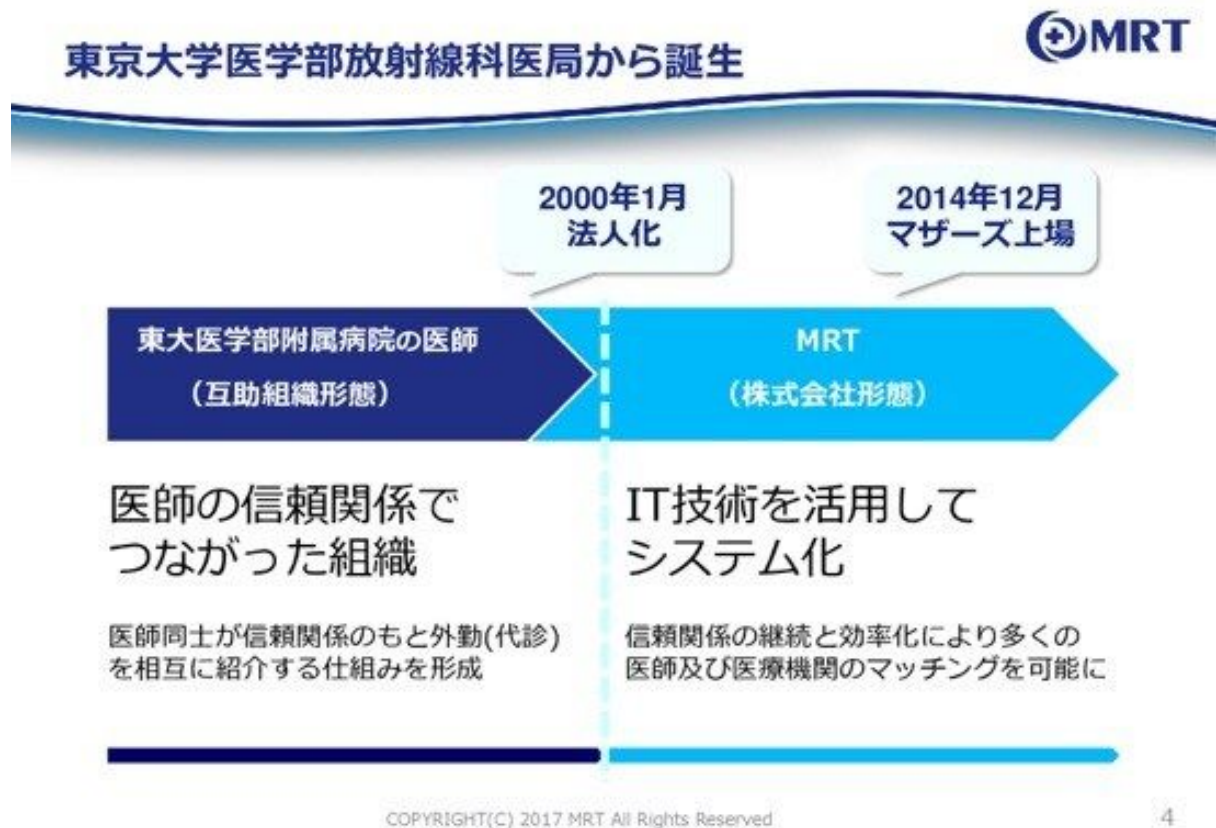 東京大学医学部放射線科医局から誕生
MRT
2000年1月
法人化
2014年12月
マザーズ上場
東大医学部附属病院の医師
（互助組織形態）
MRT
（株式会社形態）
医師の信頼関係で
つながった組織
IT技術を活用して
システム化
医師同士が信頼関係のもと外勤(代診)
を相互に紹介する仕組みを形成
信頼関係の継続と効率化により多くの
医師及び医療機関のマッチングを可能に
COPYRIGHT(C) 2017 MRT All Rights Reserved
4